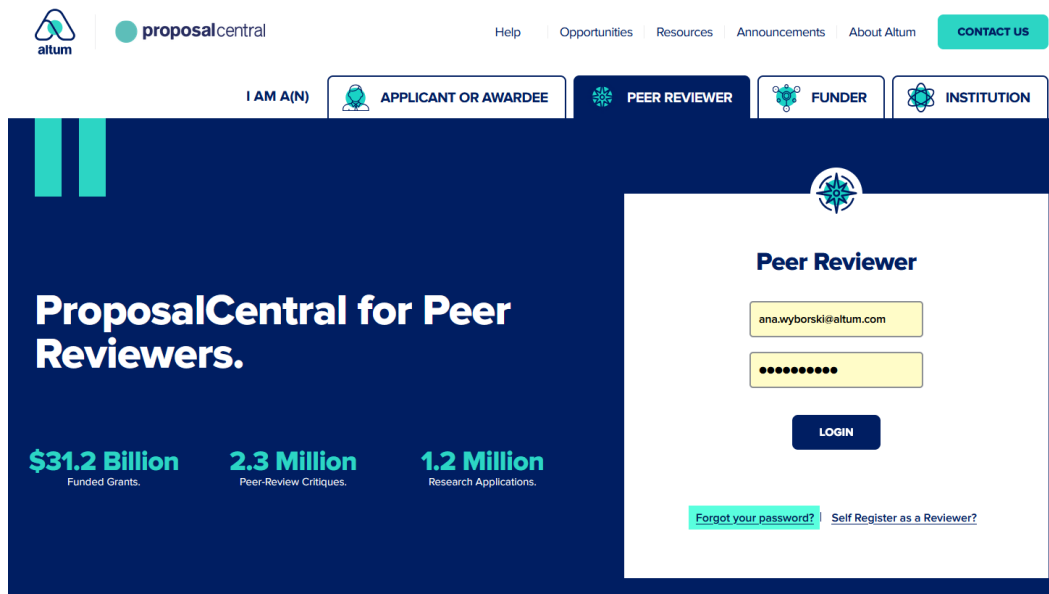 altum
proposalcentral
Help
Opportunities
Resources
Announcements
About Altum
CONTACT US
I AM A(N)
APPLICANT OR AWARDEE
PEER REVIEWER
FUNDER
INSTITUTION
ProposalCentral for Peer
Reviewers.
$31.2 Billion
Funded Grants.
2.3 Million
Peer-Review Critiques.
1.2 Million
Research Applications.
Peer Reviewer
ana.wyborski@altum.com
●●●●●●●●●●
LOGIN
Forgot your password? | Self Register as a Reviewer?